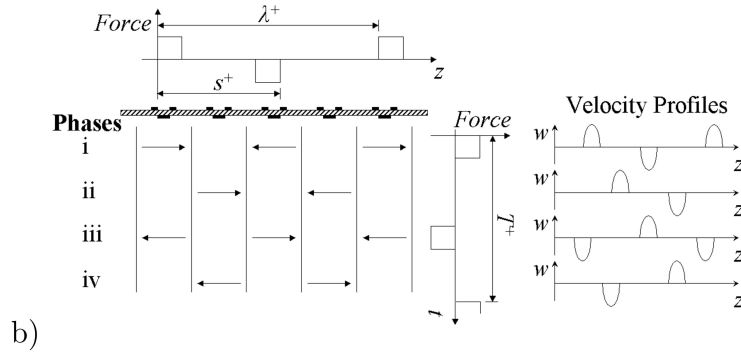 Force
λ+
z
s+
Phases
i
ii
iii
iv
Force
T+
t
Velocity Profiles
w
z
w
z
w
z
w
z
b)